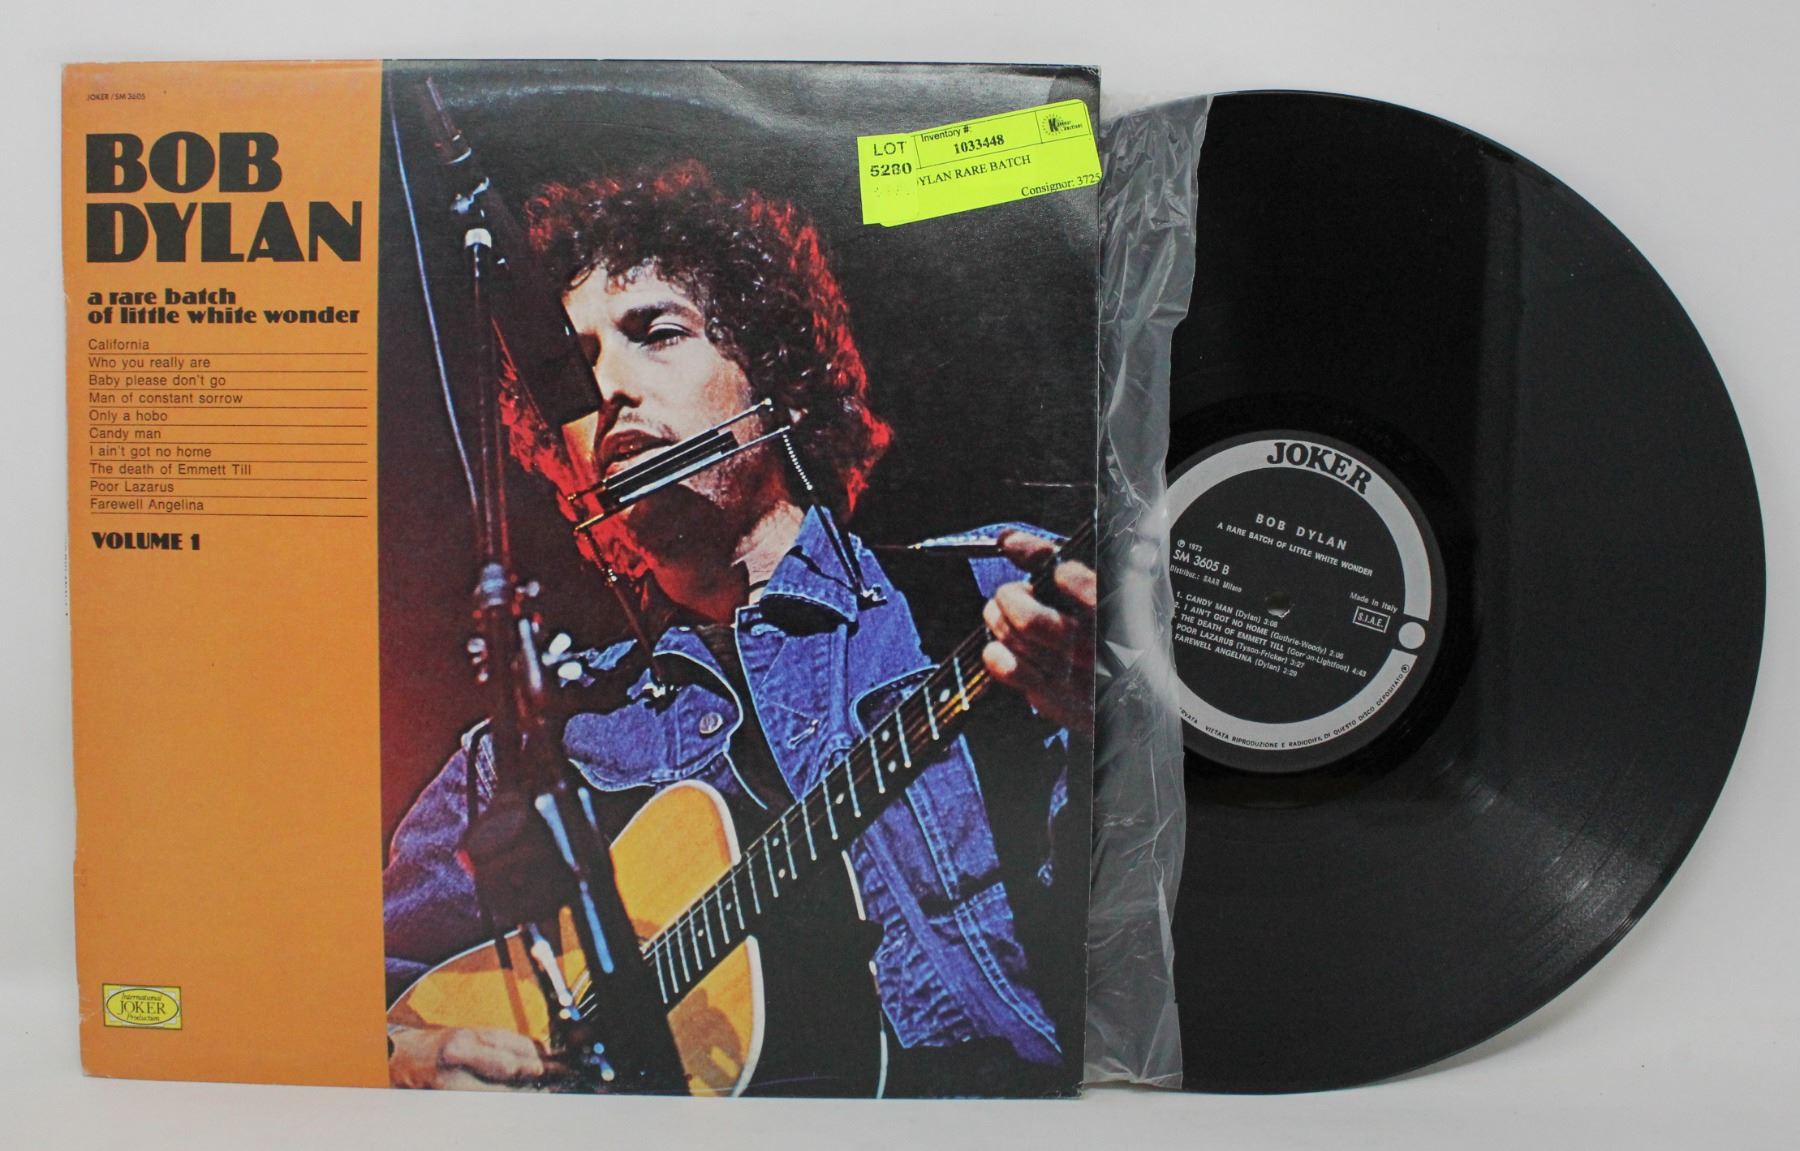 JOKER / SM 3605
BOB
DYLAN
a rare batch
of little white wonder
California
Who you really are
Baby please don't go
Man of constant sorrow
Only a hobo
Candy man
I ain't got no home
The death of Emmett Till
Poor Lazarus
Farewell Angelina
VOLUME 1
International
JOKER
Production
LOT
5280
Inventory #:
1033448
YLAN RARE BATCH
Consignor: 3725
JOKER
BOB DYLAN
A RARE BATCH OF LITTLE WHITE WONDER
℗ 1973
SM 3605 B
Distribuz.: SAAR Milano
Made in Italy
S.I.A.E.
1. CANDY MAN (Dylan) 3:08
2. I AIN'T GOT NO HOME (Guthrie-Woody) 2:06
THE DEATH OF EMMETT TILL (Gordon-Lightfoot) 4:43
POOR LAZARUS (Tyson-Fricker) 3:27
FAREWELL ANGELINA (Dylan) 2:29
VIETATA RIPRODUZIONE E RADIODIFF. DI QUESTO DISCO DEPOSITATO